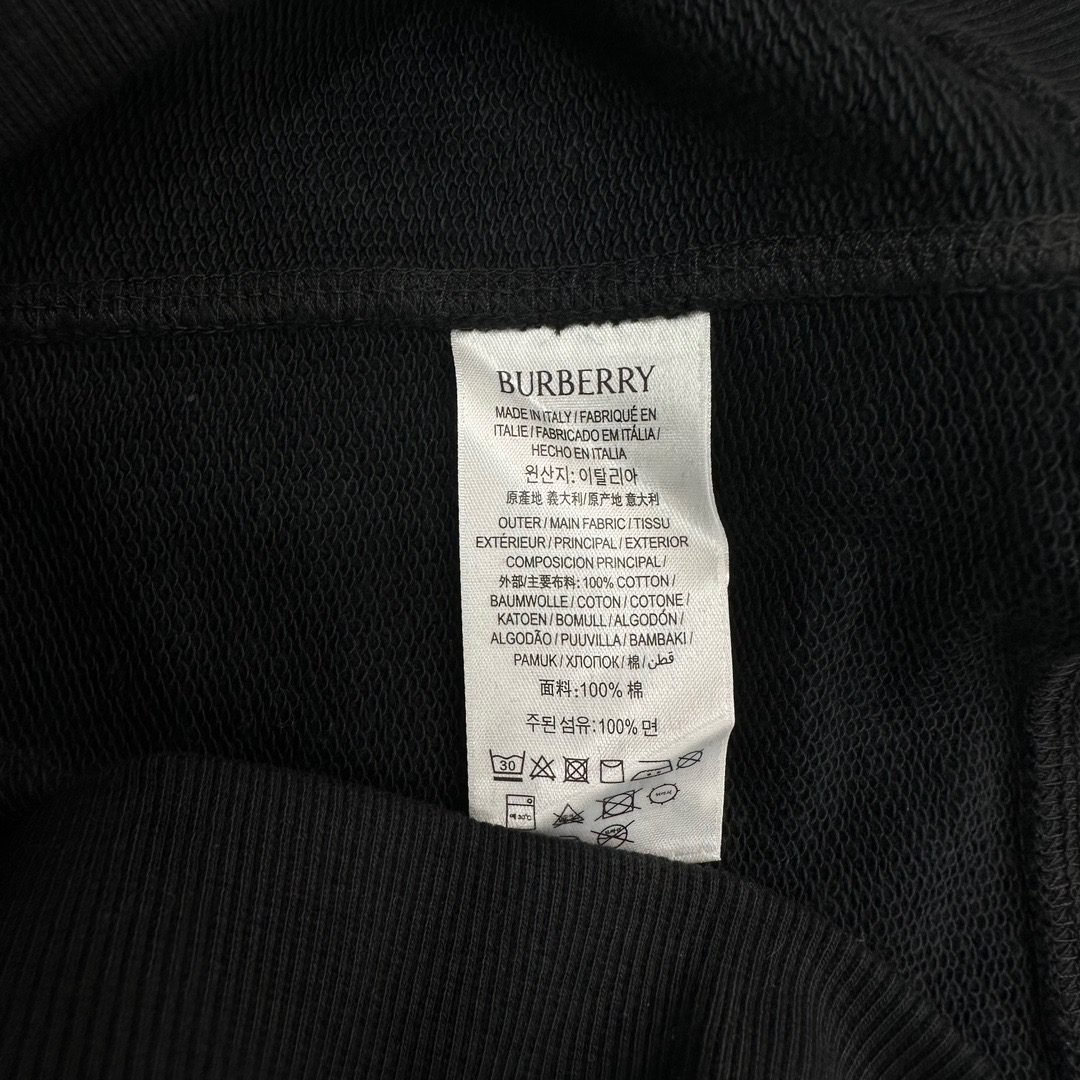 BURBERRY
MADE IN ITALY / FABRIQUÉ EN
ITALIE / FABRICADO EM ITÁLIA /
HECHO EN ITALIA
원산지: 이탈리아
原產地 義大利/原产地 意大利
OUTER / MAIN FABRIC / TISSU
EXTÉRIEUR / PRINCIPAL / EXTERIOR
COMPOSICION PRINCIPAL /
外部/主要布料: 100% COTTON /
BAUMWOLLE / COTON / COTONE /
KATOEN / BOMULL / ALGODÓN /
ALGODÃO / PUUVILLA / BAMBAKI /
PAMUK / ХЛОПОК / 棉 / قطن
面料: 100% 棉
주된 섬유: 100% 면
30
30°C